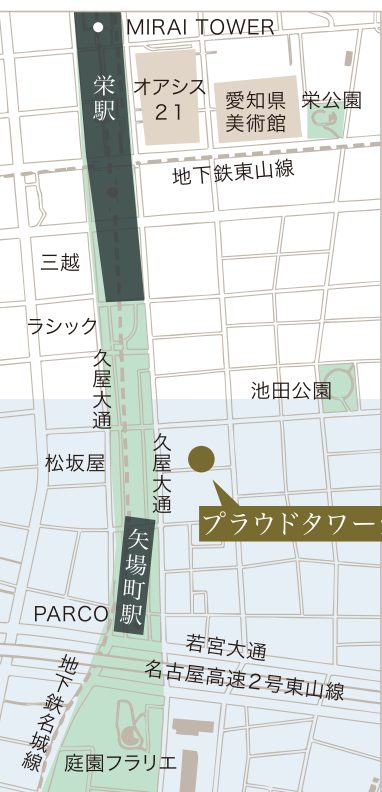 MIRAI TOWER
栄駅
オアシス
21
愛知県
美術館
栄公園
地下鉄東山線
三越
ラシック
久屋大通
池田公園
松坂屋
久屋大通
プラウドタワー
矢場町駅
PARCO
若宮大通
名古屋高速2号東山線
地下鉄名城線
庭園フラリエ